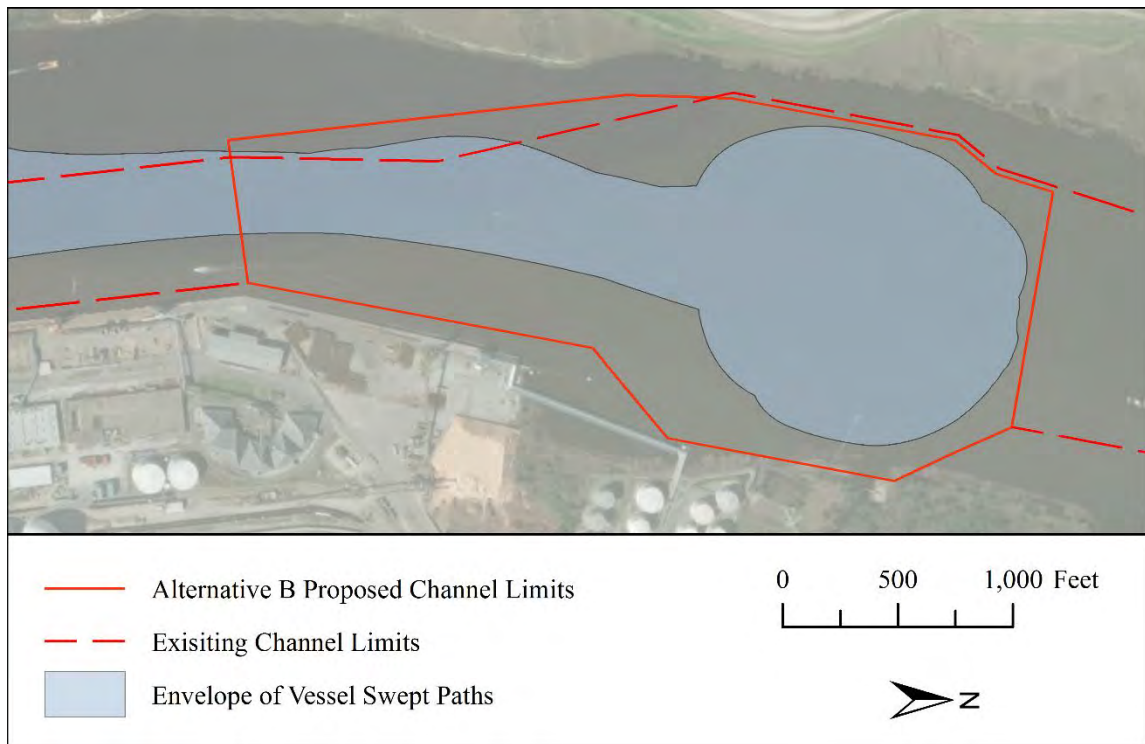 Alternative B Proposed Channel Limits
Exisiting Channel Limits
Envelope of Vessel Swept Paths
0 500 1,000 Feet
N